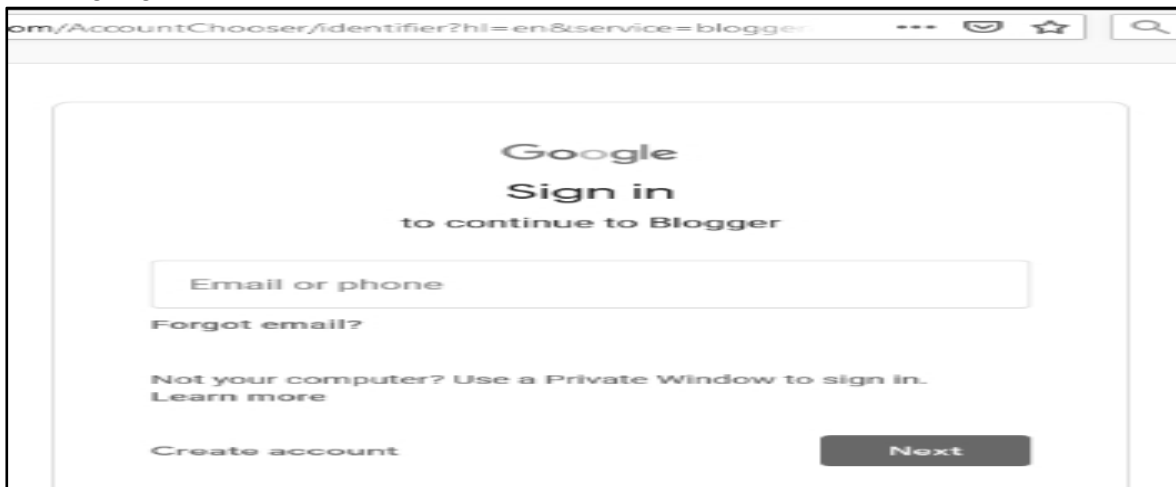 om/AccountChooser/identifier?hl=en&service=blogger
Google
Sign in
to continue to Blogger
Email or phone
Forgot email?
Not your computer? Use a Private Window to sign in.
Learn more
Create account
Next